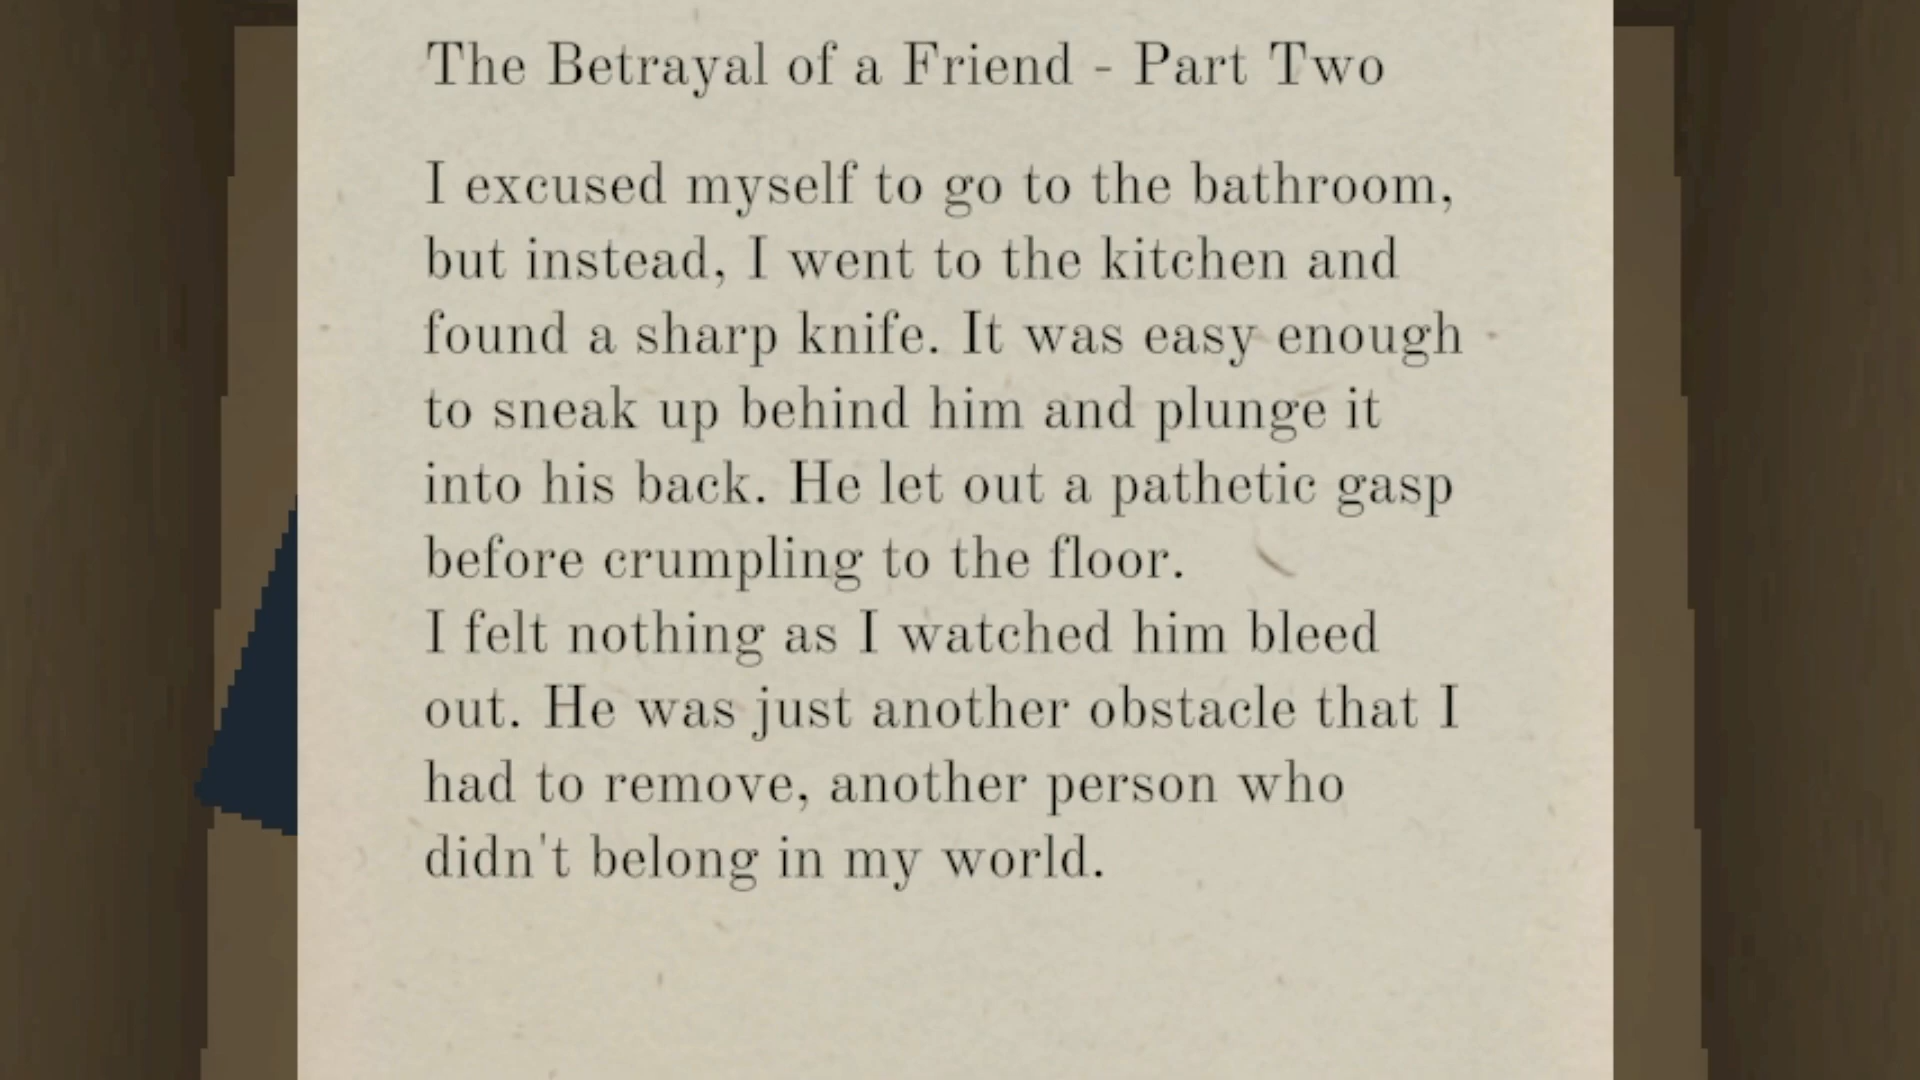 The Betrayal of a Friend - Part Two
I excused myself to go to the bathroom,
but instead, I went to the kitchen and
found a sharp knife. It was easy enough
to sneak up behind him and plunge it
into his back. He let out a pathetic gasp
before crumpling to the floor.
I felt nothing as I watched him bleed
out. He was just another obstacle that I
had to remove, another person who
didn't belong in my world.